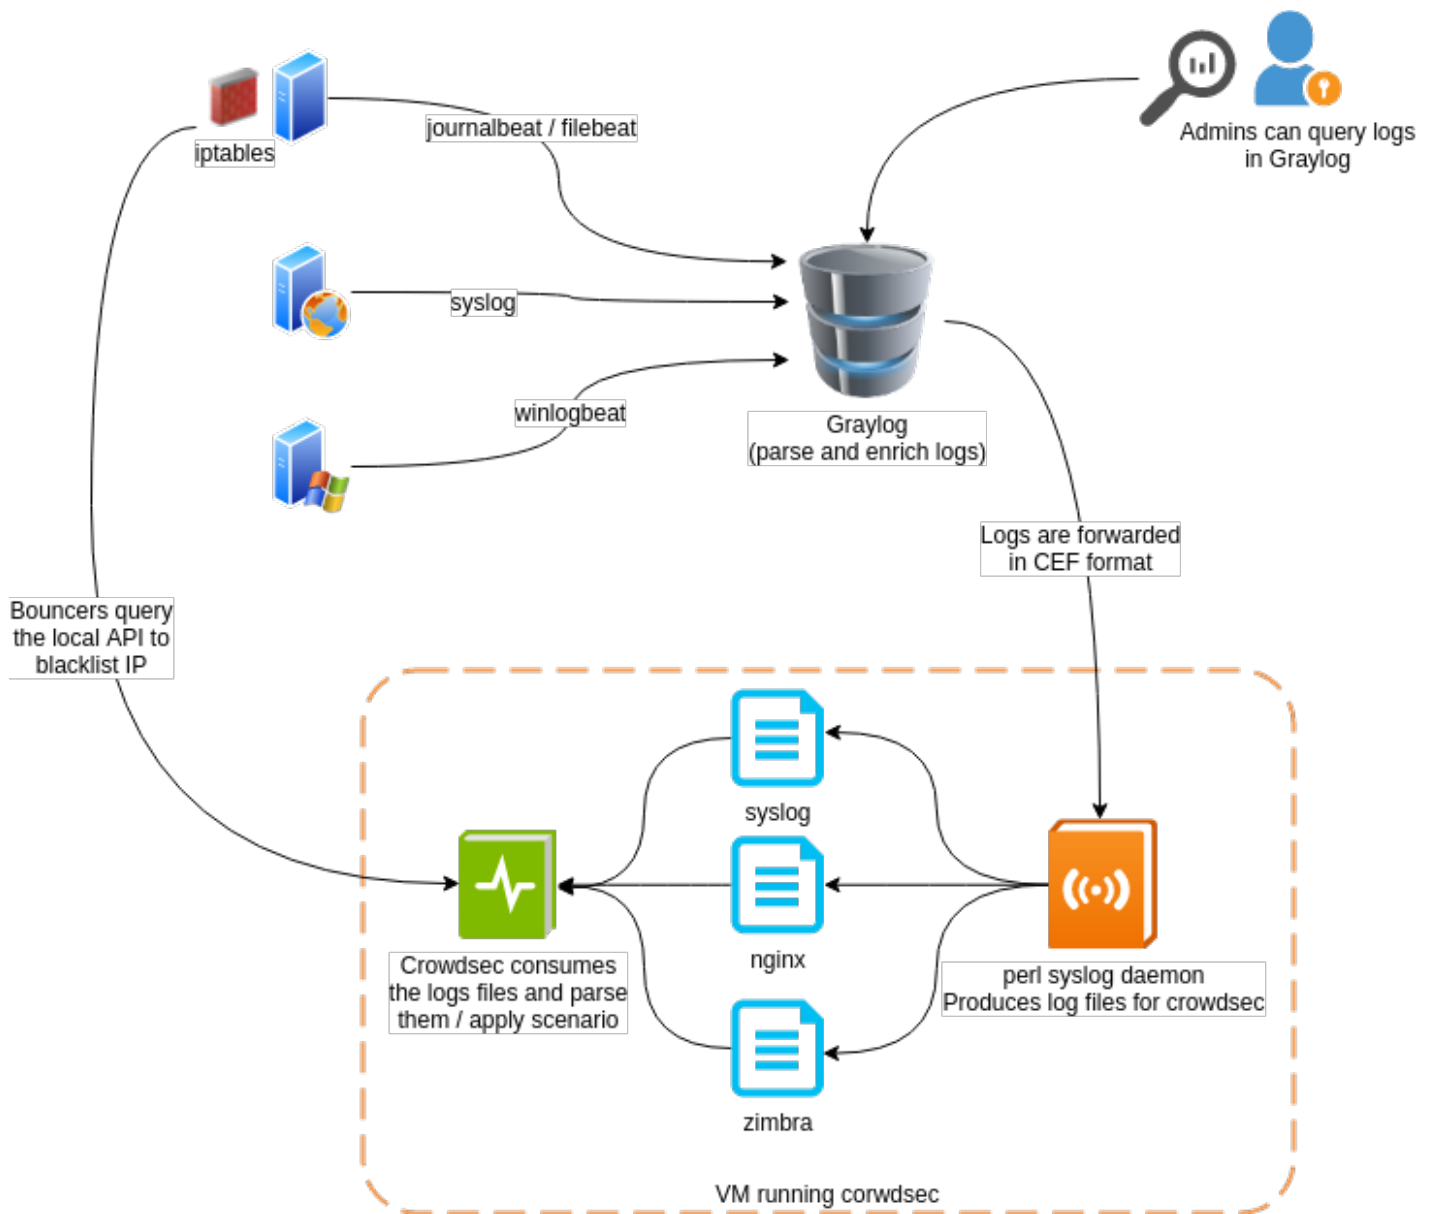 Admins can query logs
in Graylog
iptables
journalbeat / filebeat
syslog
winlogbeat
Graylog
(parse and enrich logs)
Logs are forwarded
in CEF format
Bouncers query
the local API to
blacklist IP
syslog
nginx
zimbra
Crowdsec consumes
the logs files and parse
them / apply scenario
perl syslog daemon
Produces log files for crowdsec
VM running corwdsec